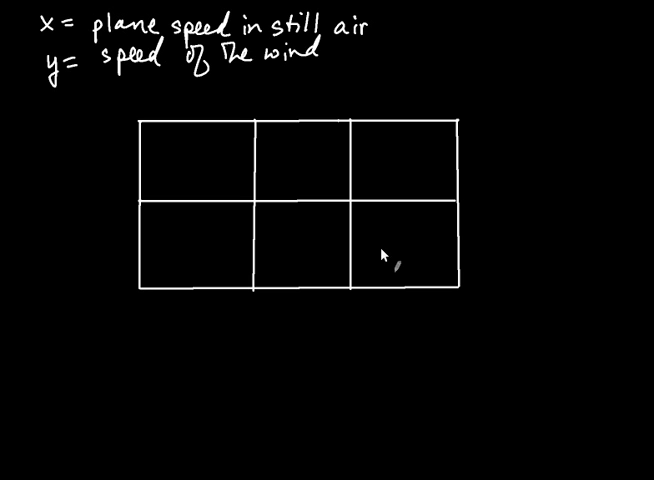 x = plane speed in still air
y = speed of the wind